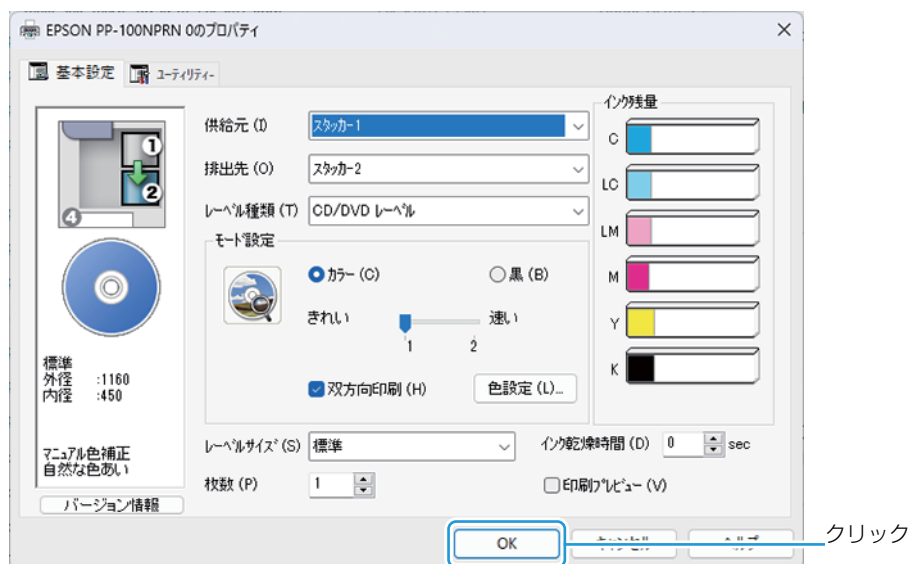 EPSON PP-100NPRN 0のプロパティ
基本設定 ユーティリティー
供給元 (I) スタッカー1
排出先 (O) スタッカー2
レーベル種類 (T) CD/DVD レーベル
モード設定
カラー (C) 黒 (B)
きれい 速い
1 2
双方向印刷 (H) 色設定 (L)...
レーベルサイズ (S) 標準
インク乾燥時間 (D) 0 sec
枚数 (P) 1
印刷プレビュー (V)
インク残量
C
LC
LM
M
Y
K
1
2
4
標準
外径 :1160
内径 :450
マニュアル色補正
自然な色あい
バージョン情報
OK
クリック